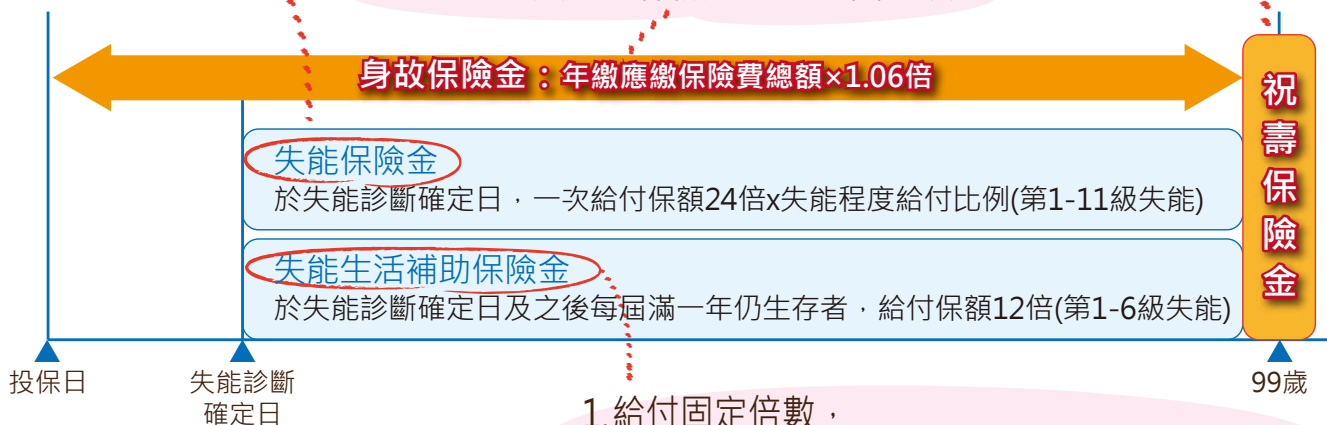 身故保險金：年繳應繳保險費總額×1.06倍
失能保險金
於失能診斷確定日，一次給付保額24倍x失能程度給付比例(第1-11級失能)
失能生活補助保險金
於失能診斷確定日及之後每屆滿一年仍生存者，給付保額12倍(第1-6級失能)
祝壽保險金
投保日
失能診斷
確定日
99歲
1.給付固定倍數，